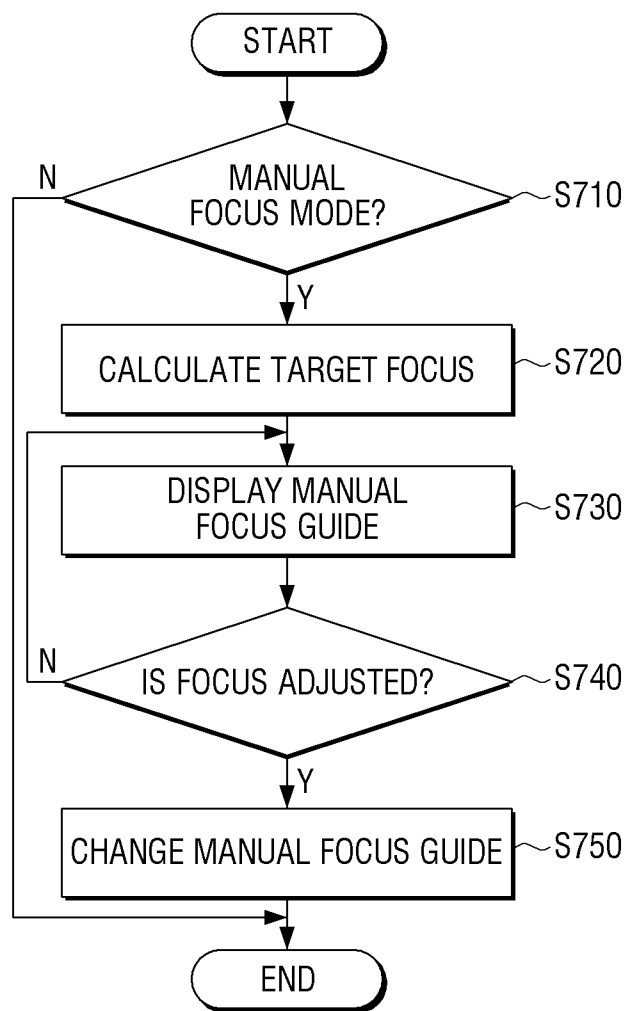 START
N
MANUAL
FOCUS MODE?
S710
Y
CALCULATE TARGET FOCUS
S720
DISPLAY MANUAL
FOCUS GUIDE
S730
N
IS FOCUS ADJUSTED?
S740
Y
CHANGE MANUAL FOCUS GUIDE
S750
END